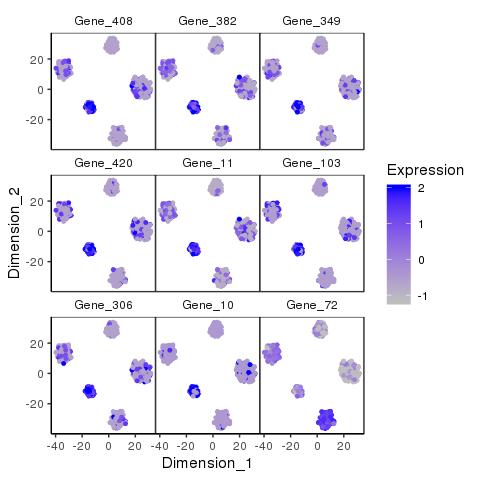 Gene_408 Gene_382 Gene_349
20
0
-20
Gene_420 Gene_11 Gene_103
20
0
-20
Gene_306 Gene_10 Gene_72
20
0
-20
-40 -20 0 20 -40 -20 0 20 -40 -20 0 20
Dimension_1
Dimension_2
Expression
2
1
0
-1